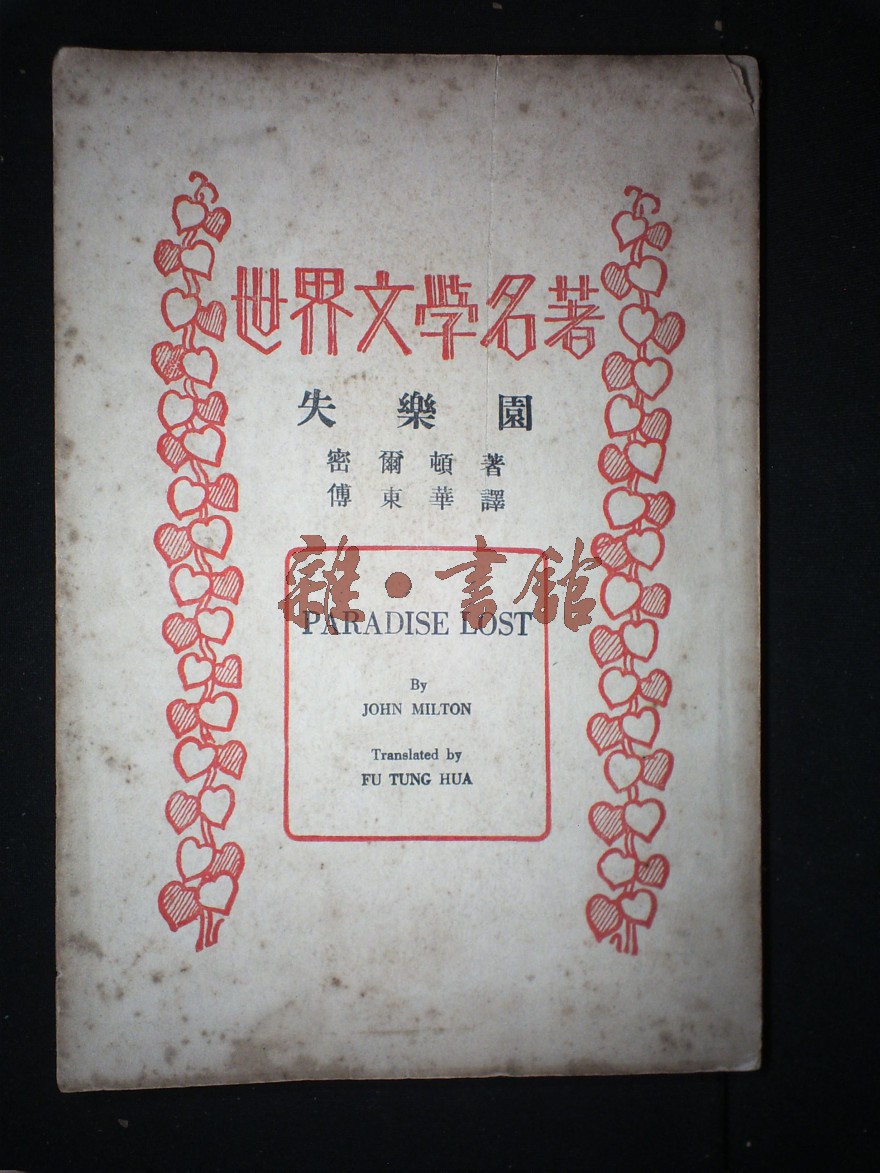 世界文學名著
失樂園
密爾頓著
傅東華譯
雜·書館
PARADISE LOST
By
JOHN MILTON
Translated by
FU TUNG HUA